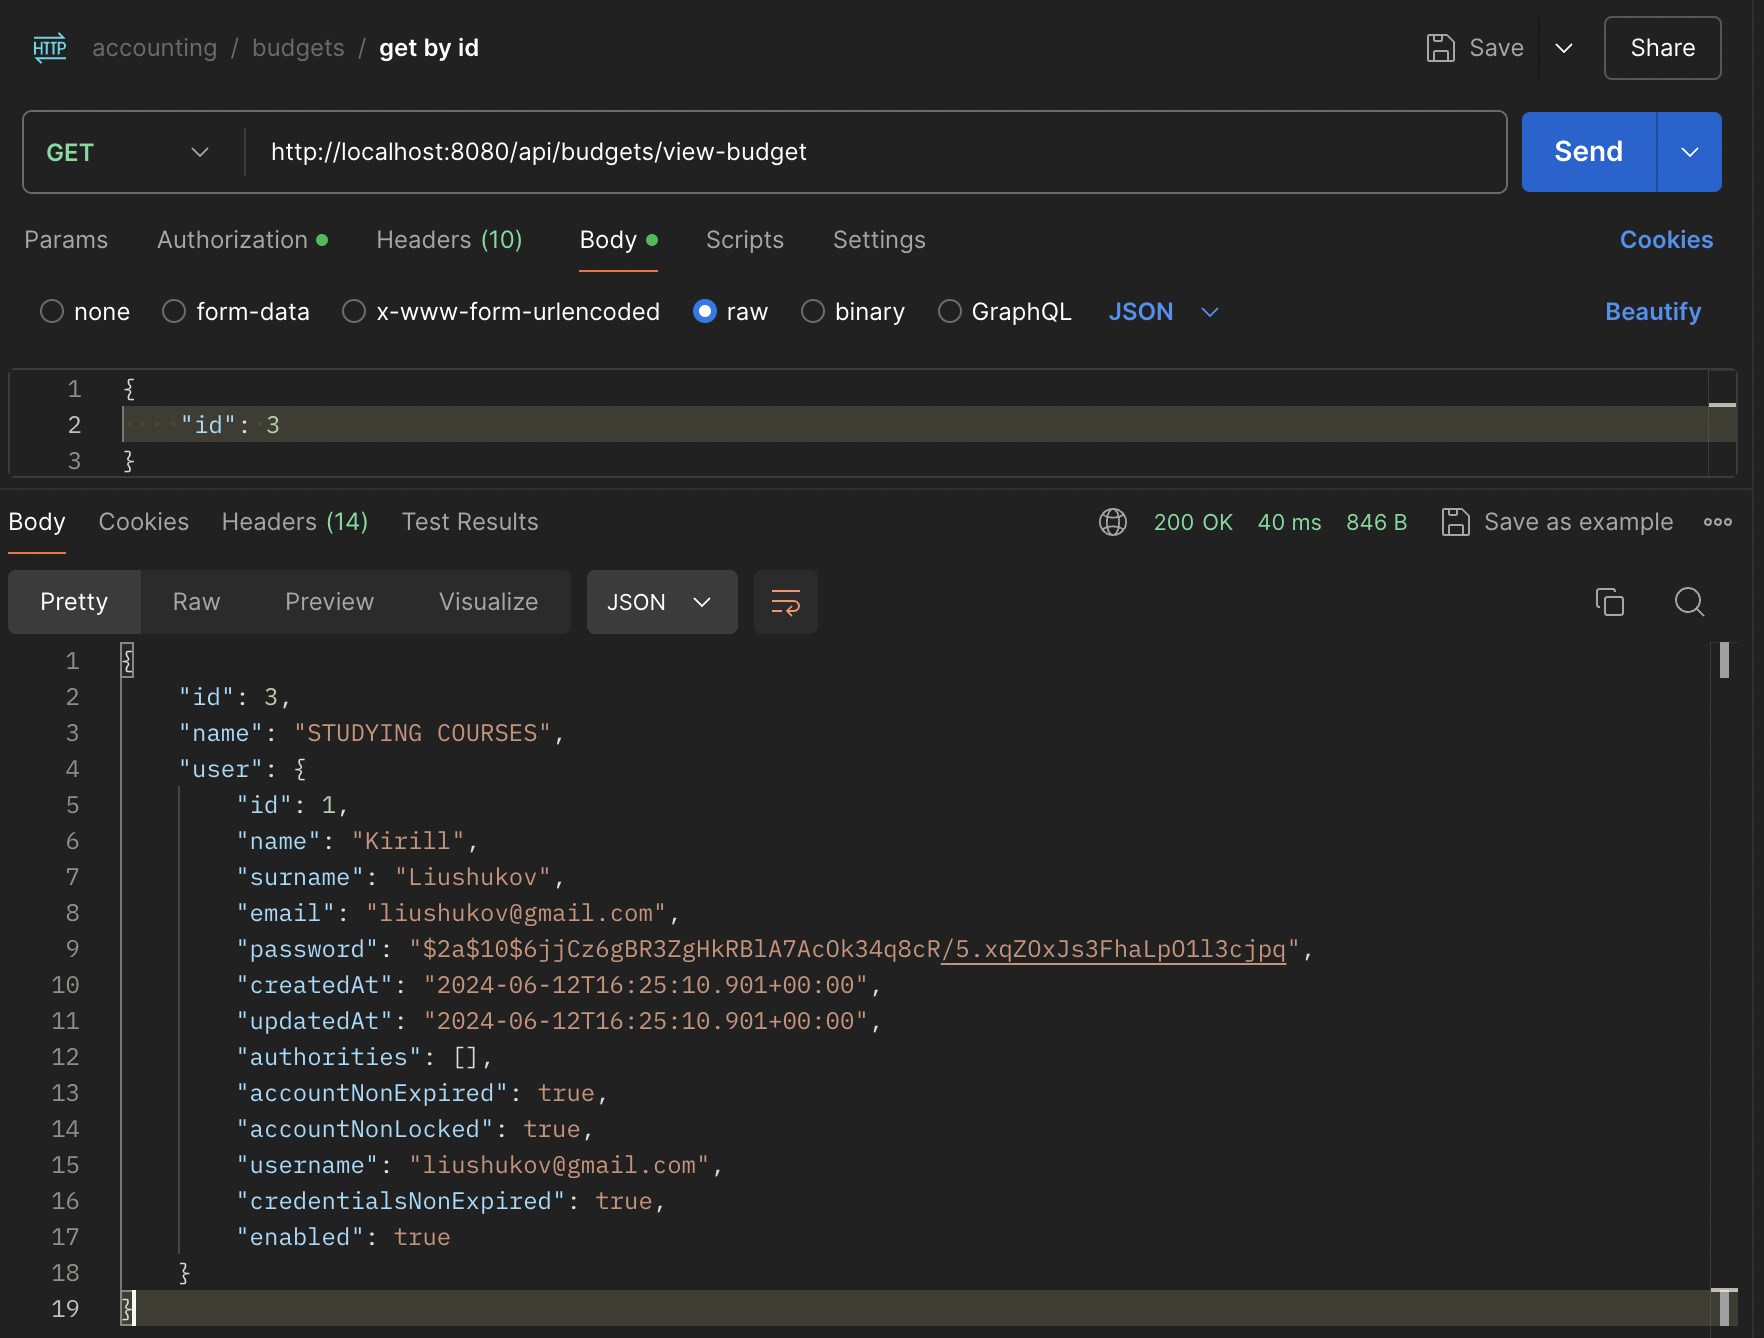 HTTP accounting / budgets / get by id Save Share
GET http://localhost:8080/api/budgets/view-budget Send
Params Authorization Headers (10) Body Scripts Settings Cookies
none form-data x-www-form-urlencoded raw binary GraphQL JSON Beautify
1 {
2 "id": 3
3 }
Body Cookies Headers (14) Test Results 200 OK 40 ms 846 B Save as example
Pretty Raw Preview Visualize JSON
1 {
2 "id": 3,
3 "name": "STUDYING COURSES",
4 "user": {
5 "id": 1,
6 "name": "Kirill",
7 "surname": "Liushukov",
8 "email": "liushukov@gmail.com",
9 "password": "$2a$10$6jjCz6gBR3ZgHkRBlA7AcOk34q8cR/5.xqZOxJs3FhaLpO1l3cjpq",
10 "createdAt": "2024-06-12T16:25:10.901+00:00",
11 "updatedAt": "2024-06-12T16:25:10.901+00:00",
12 "authorities": [],
13 "accountNonExpired": true,
14 "accountNonLocked": true,
15 "username": "liushukov@gmail.com",
16 "credentialsNonExpired": true,
17 "enabled": true
18 }
19 }